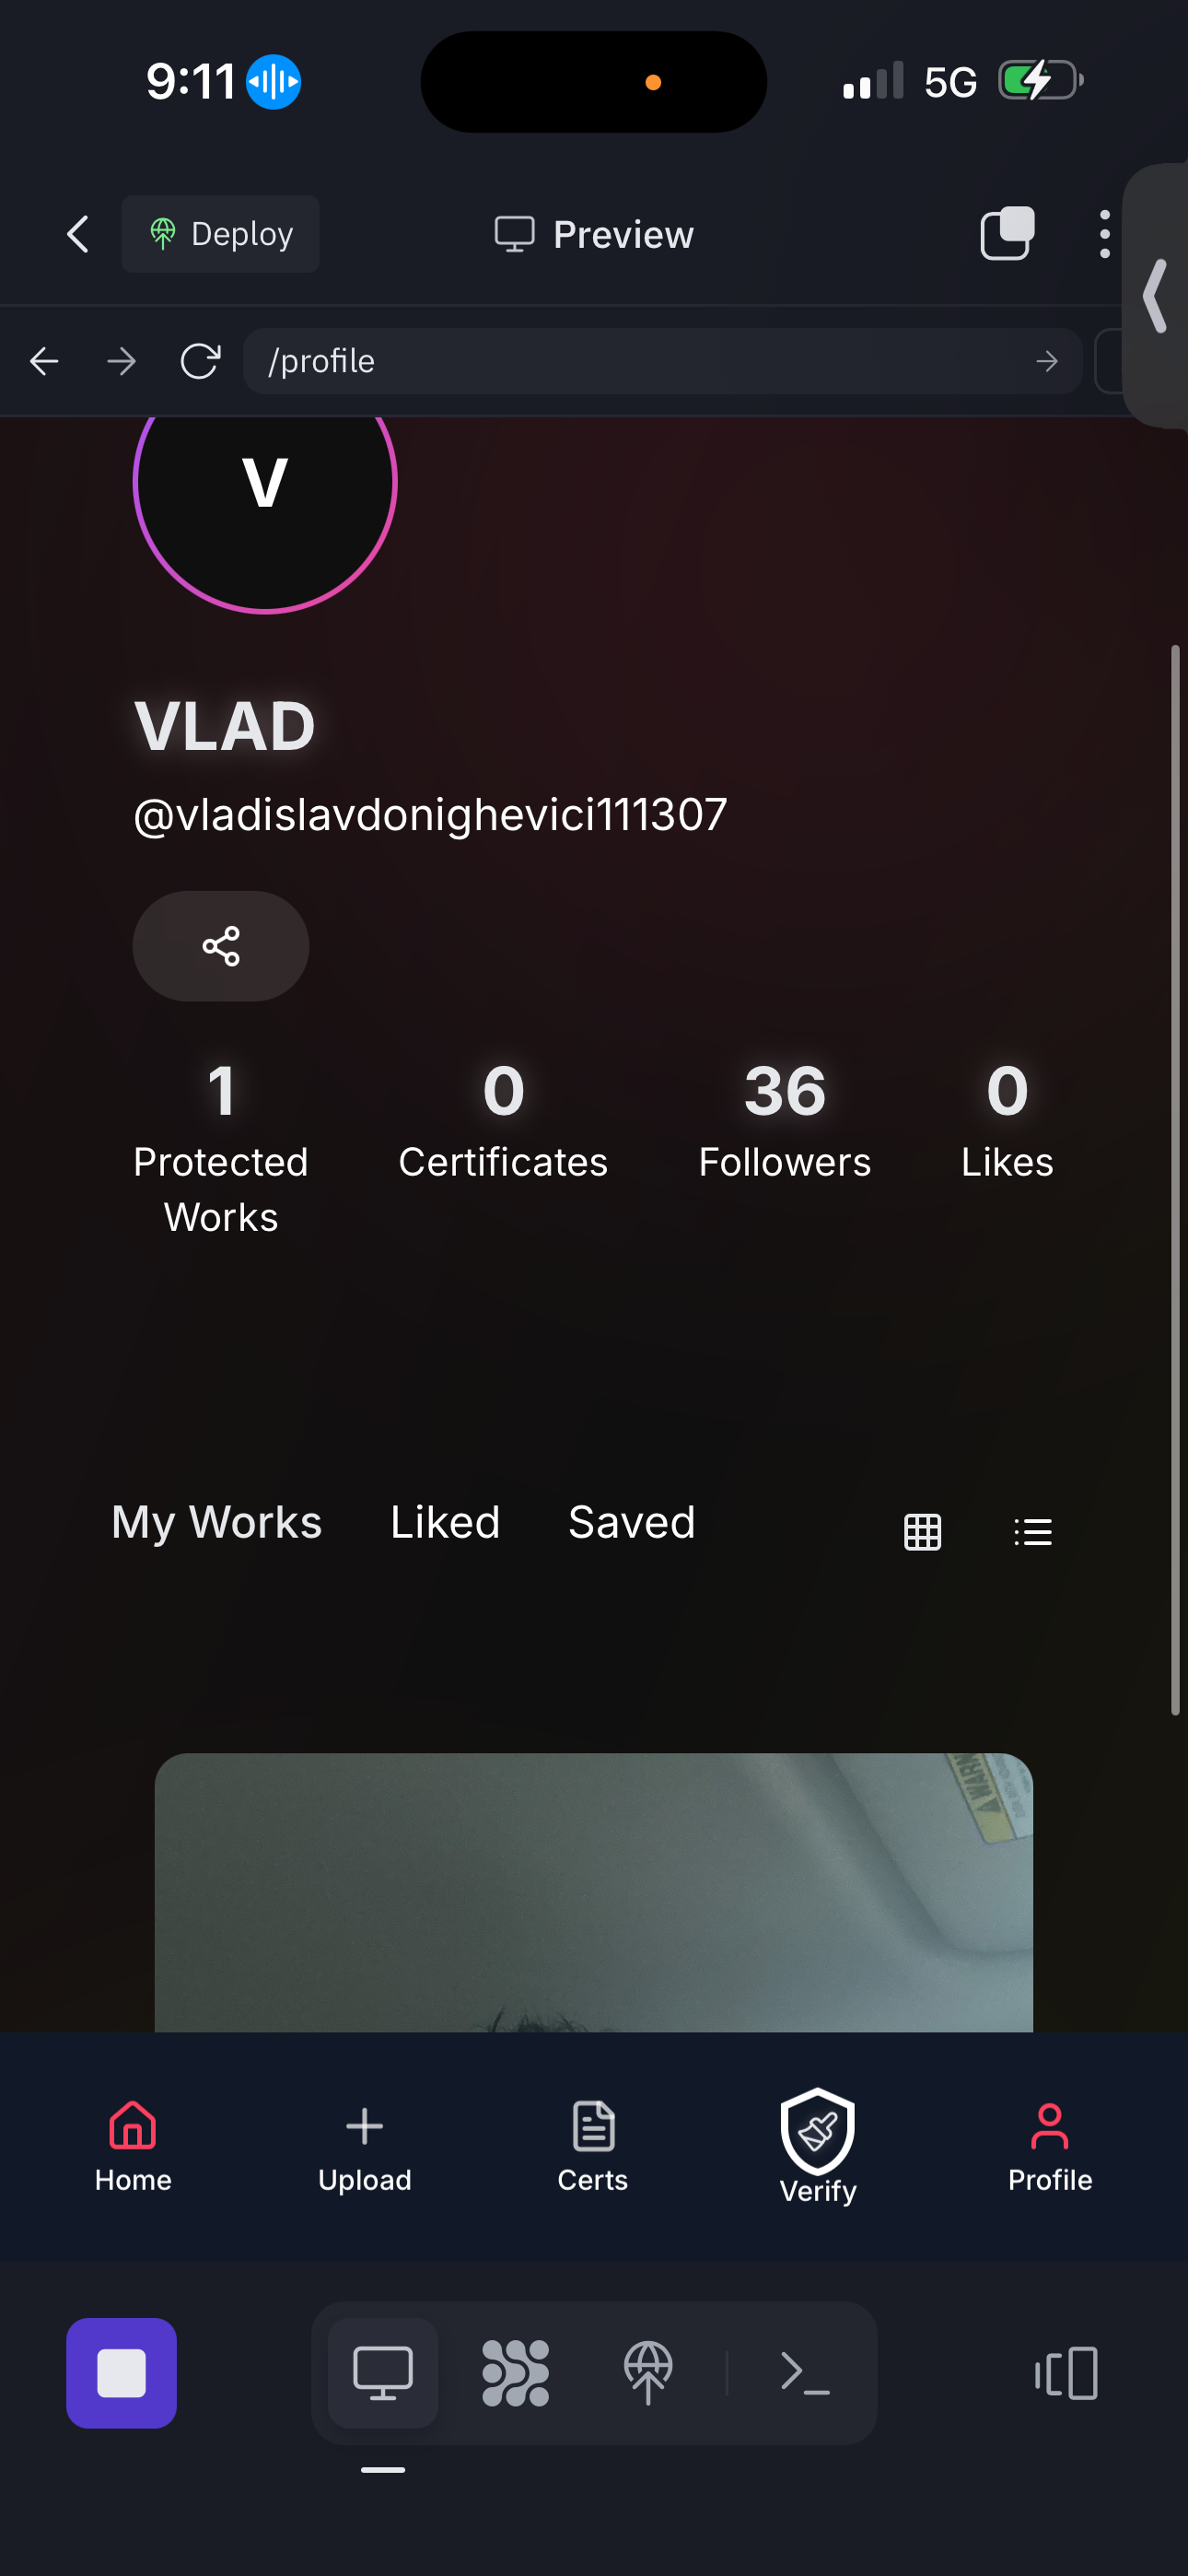 9:11
5G
Deploy
Preview
/profile
V
VLAD
@vladislavdonighevici111307
1
0
36
0
Protected
Works
Certificates
Followers
Likes
My Works
Liked
Saved
Home
Upload
Certs
Verify
Profile